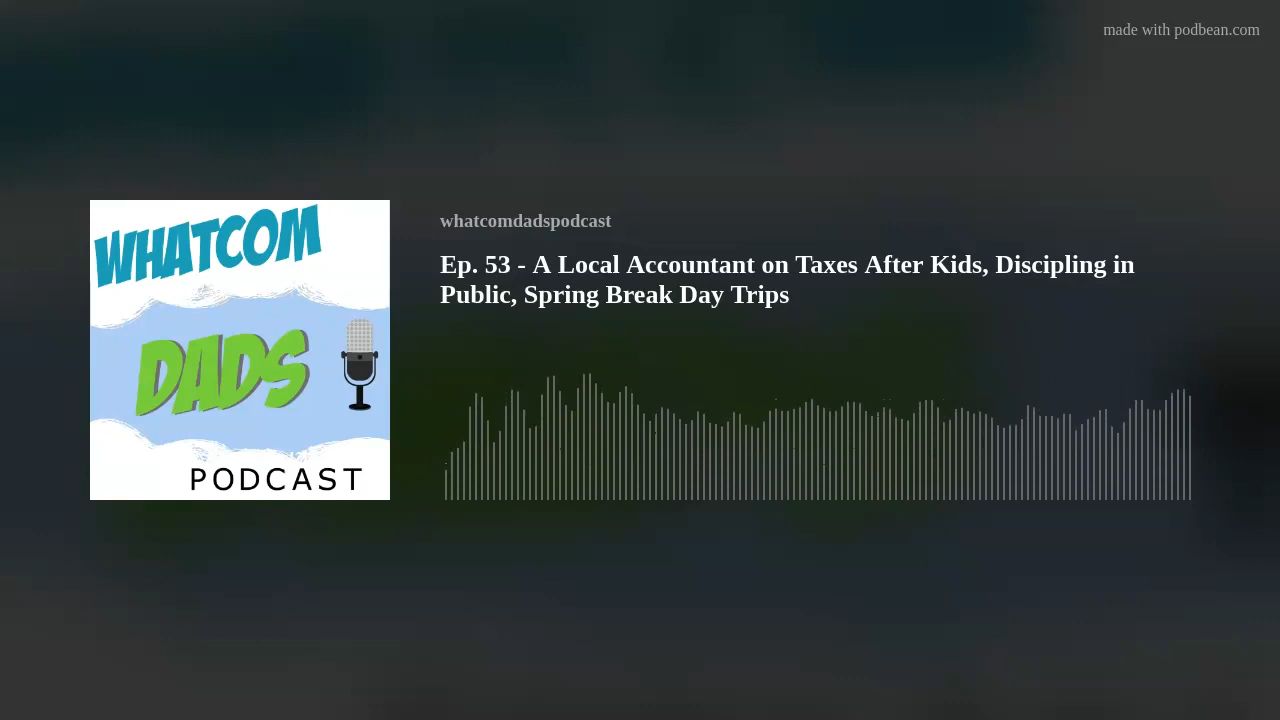 made with podbean.com
WHATCOM
DADS
PODCAST
whatcomdadspodcast
Ep. 53 - A Local Accountant on Taxes After Kids, Discipling in
Public, Spring Break Day Trips